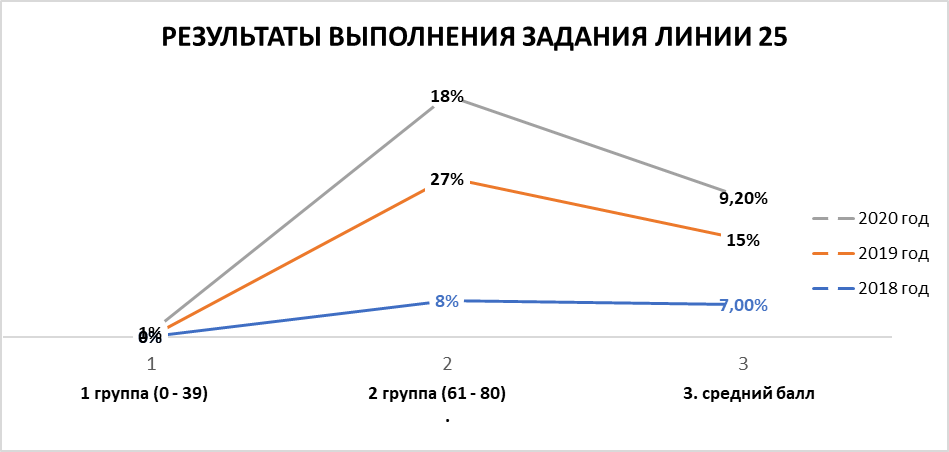 РЕЗУЛЬТАТЫ ВЫПОЛНЕНИЯ ЗАДАНИЯ ЛИНИИ 25
18%
27%
9,20%
15%
8%
7,00%
1%
0%
2020 год
2019 год
2018 год
1 2 3
1 группа (0 - 39) 2 группа (61 - 80) 3. средний балл
.